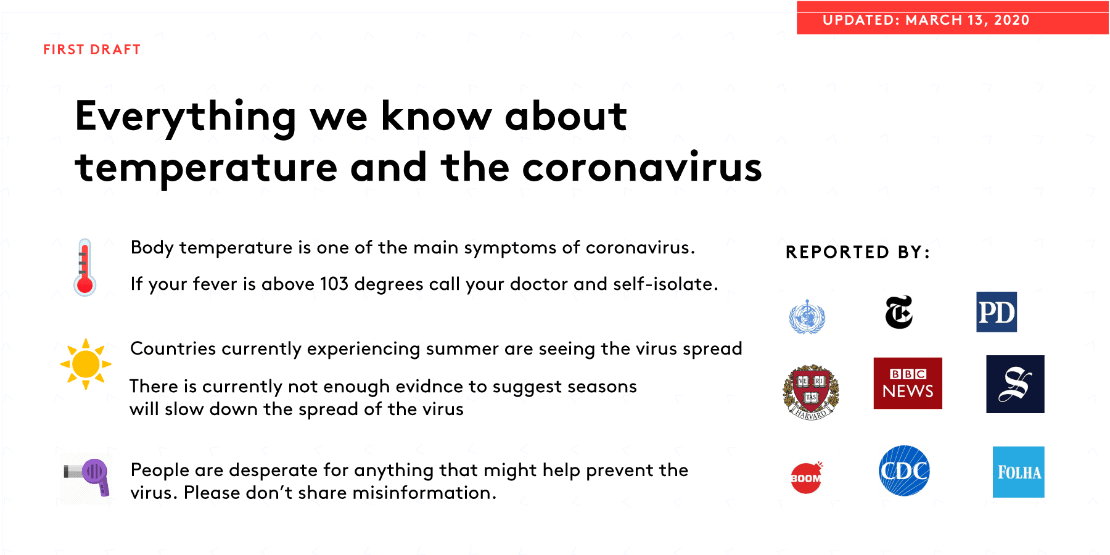 UPDATED: MARCH 13, 2020
FIRST DRAFT
Everything we know about
temperature and the coronavirus
Body temperature is one of the main symptoms of coronavirus.
If your fever is above 103 degrees call your doctor and self-isolate.
Countries currently experiencing summer are seeing the virus spread
There is currently not enough evidnce to suggest seasons
will slow down the spread of the virus
People are desperate for anything that might help prevent the
virus. Please don't share misinformation.
REPORTED BY:
T
PD
VE RI
TAS
HARVARD
BBC
NEWS
S
BOOM
CDC
FOLHA